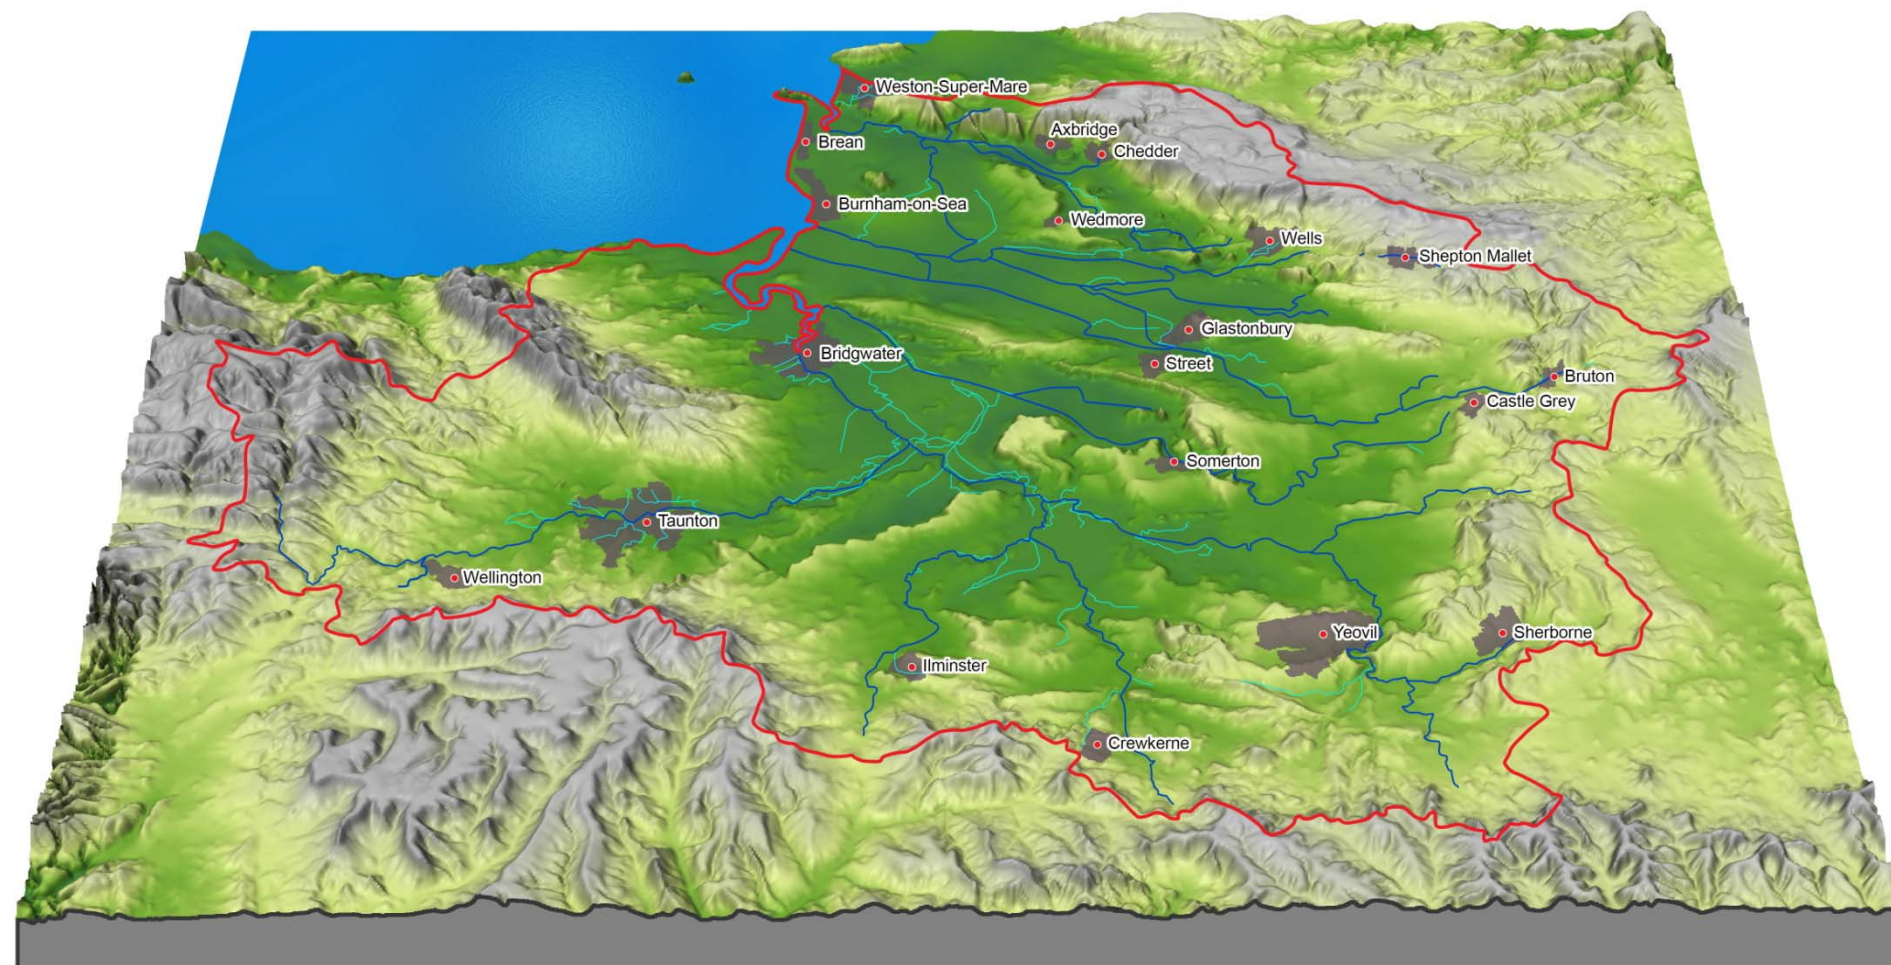 Weston-Super-Mare
Axbridge
Brean
Chedder
Burnham-on-Sea
Wedmore
Wells
Shepton Mallet
Glastonbury
Bridgwater
Street
Bruton
Castle Grey
Somerton
Taunton
Wellington
Yeovil
Sherborne
Ilminster
Crewkerne